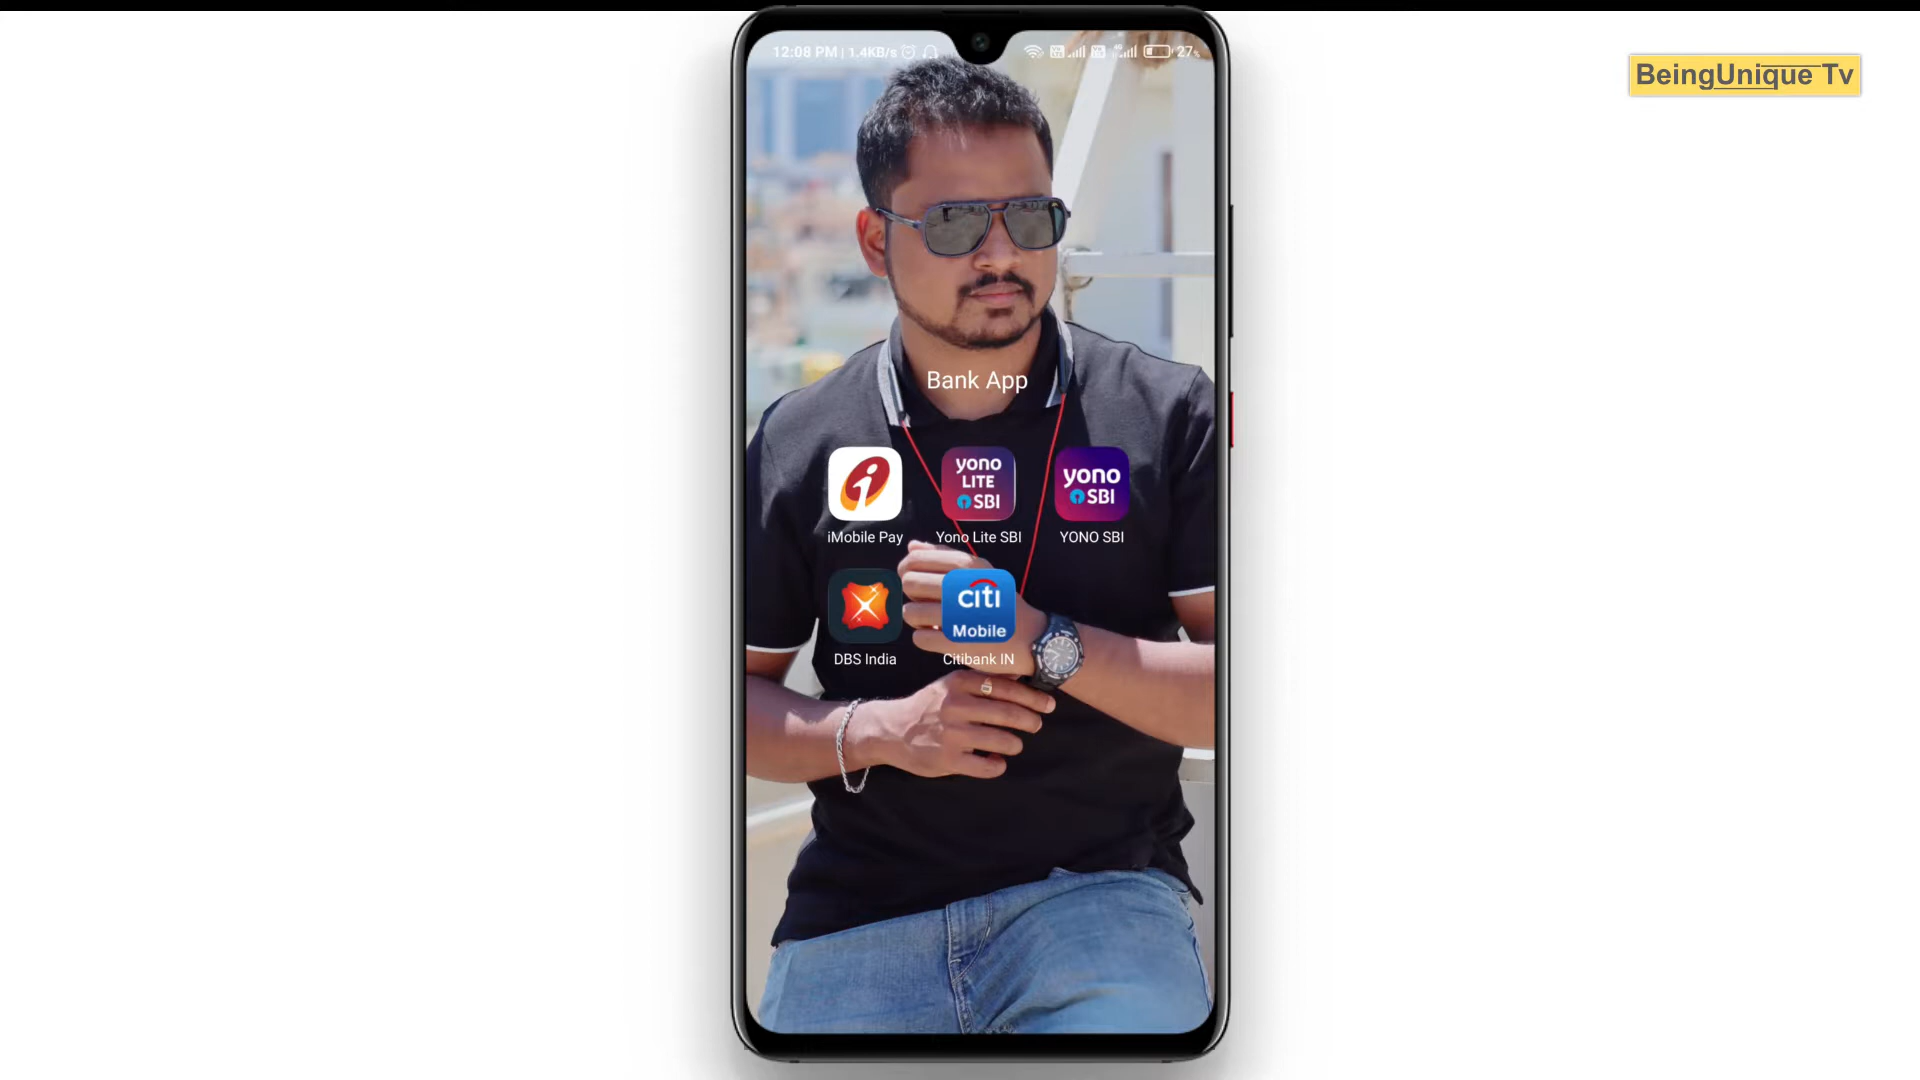 BeingUnique Tv
12:08 PM | 1.4KB/s
27%
Bank App
yono
LITE
SBI
yono
SBI
iMobile Pay
Yono Lite SBI
YONO SBI
citi
Mobile
DBS India
Citibank IN